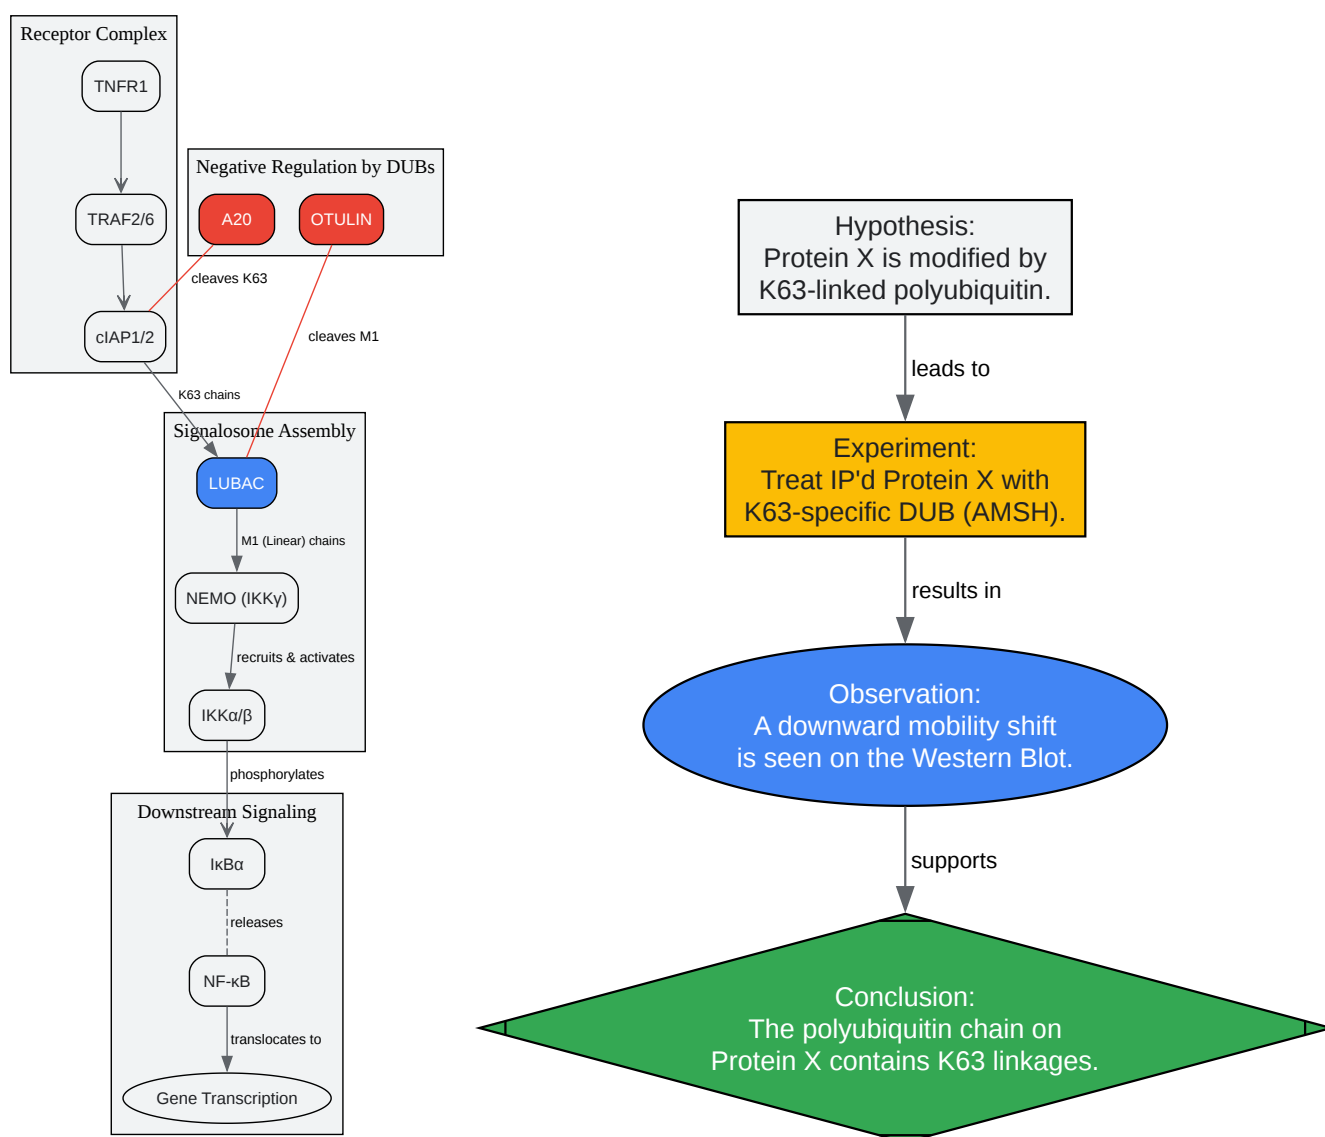 Receptor Complex
TNFR1
TRAF2/6
cIAP1/2
Negative Regulation by DUBs
A20
OTULIN
cleaves K63
cleaves M1
K63 chains
Signalosome Assembly
LUBAC
M1 (Linear) chains
NEMO (IKKγ)
recruits & activates
IKKα/β
phosphorylates
Downstream Signaling
IκBα
releases
NF-κB
translocates to
Gene Transcription
Hypothesis:
Protein X is modified by
K63-linked polyubiquitin.
leads to
Experiment:
Treat IP'd Protein X with
K63-specific DUB (AMSH).
results in
Observation:
A downward mobility shift
is seen on the Western Blot.
supports
Conclusion:
The polyubiquitin chain on
Protein X contains K63 linkages.